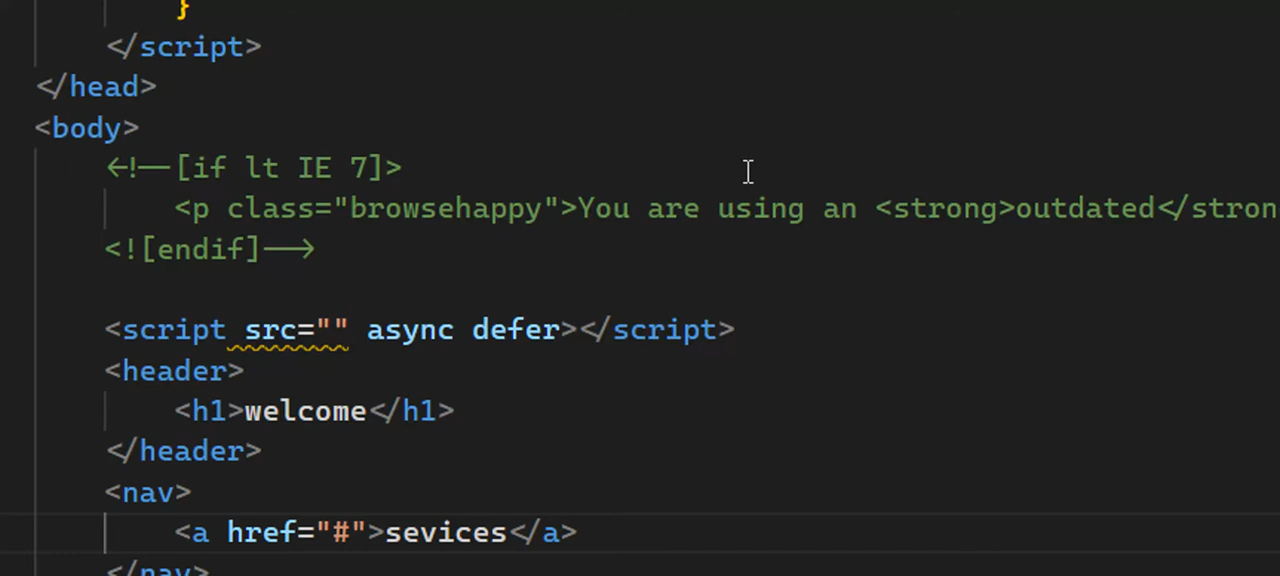 }
</script>
</head>
<body>
<!--[if lt IE 7]>
<p class="browsehappy">You are using an <strong>outdated</stron
<![endif]-->
<script src="" async defer></script>
<header>
<h1>welcome</h1>
</header>
<nav>
<a href="#">sevices</a>
</nav>